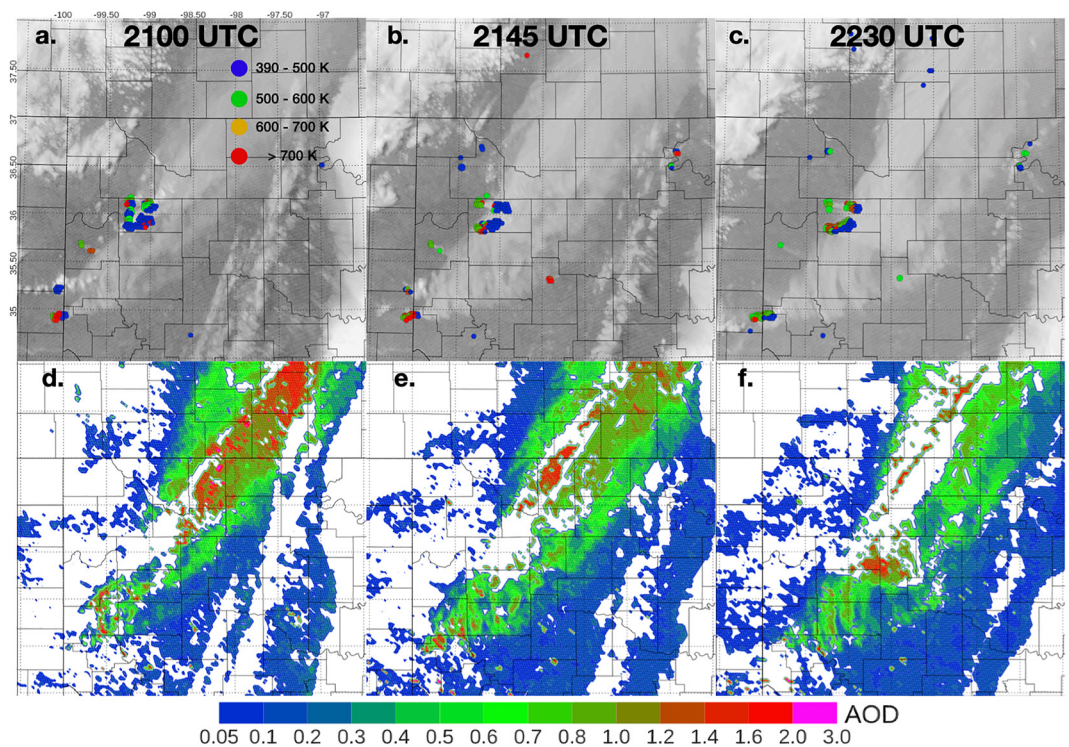 -100 -99.50 -99 -98.50 -98 -97.50 -97
a. 2100 UTC
b. 2145 UTC
c. 2230 UTC
390 - 500 K
500 - 600 K
600 - 700 K
> 700 K
37.50
37
36.50
36
35.50
35
d.
e.
f.
AOD
0.05 0.1 0.2 0.3 0.4 0.5 0.6 0.7 0.8 1.0 1.2 1.4 1.6 2.0 3.0